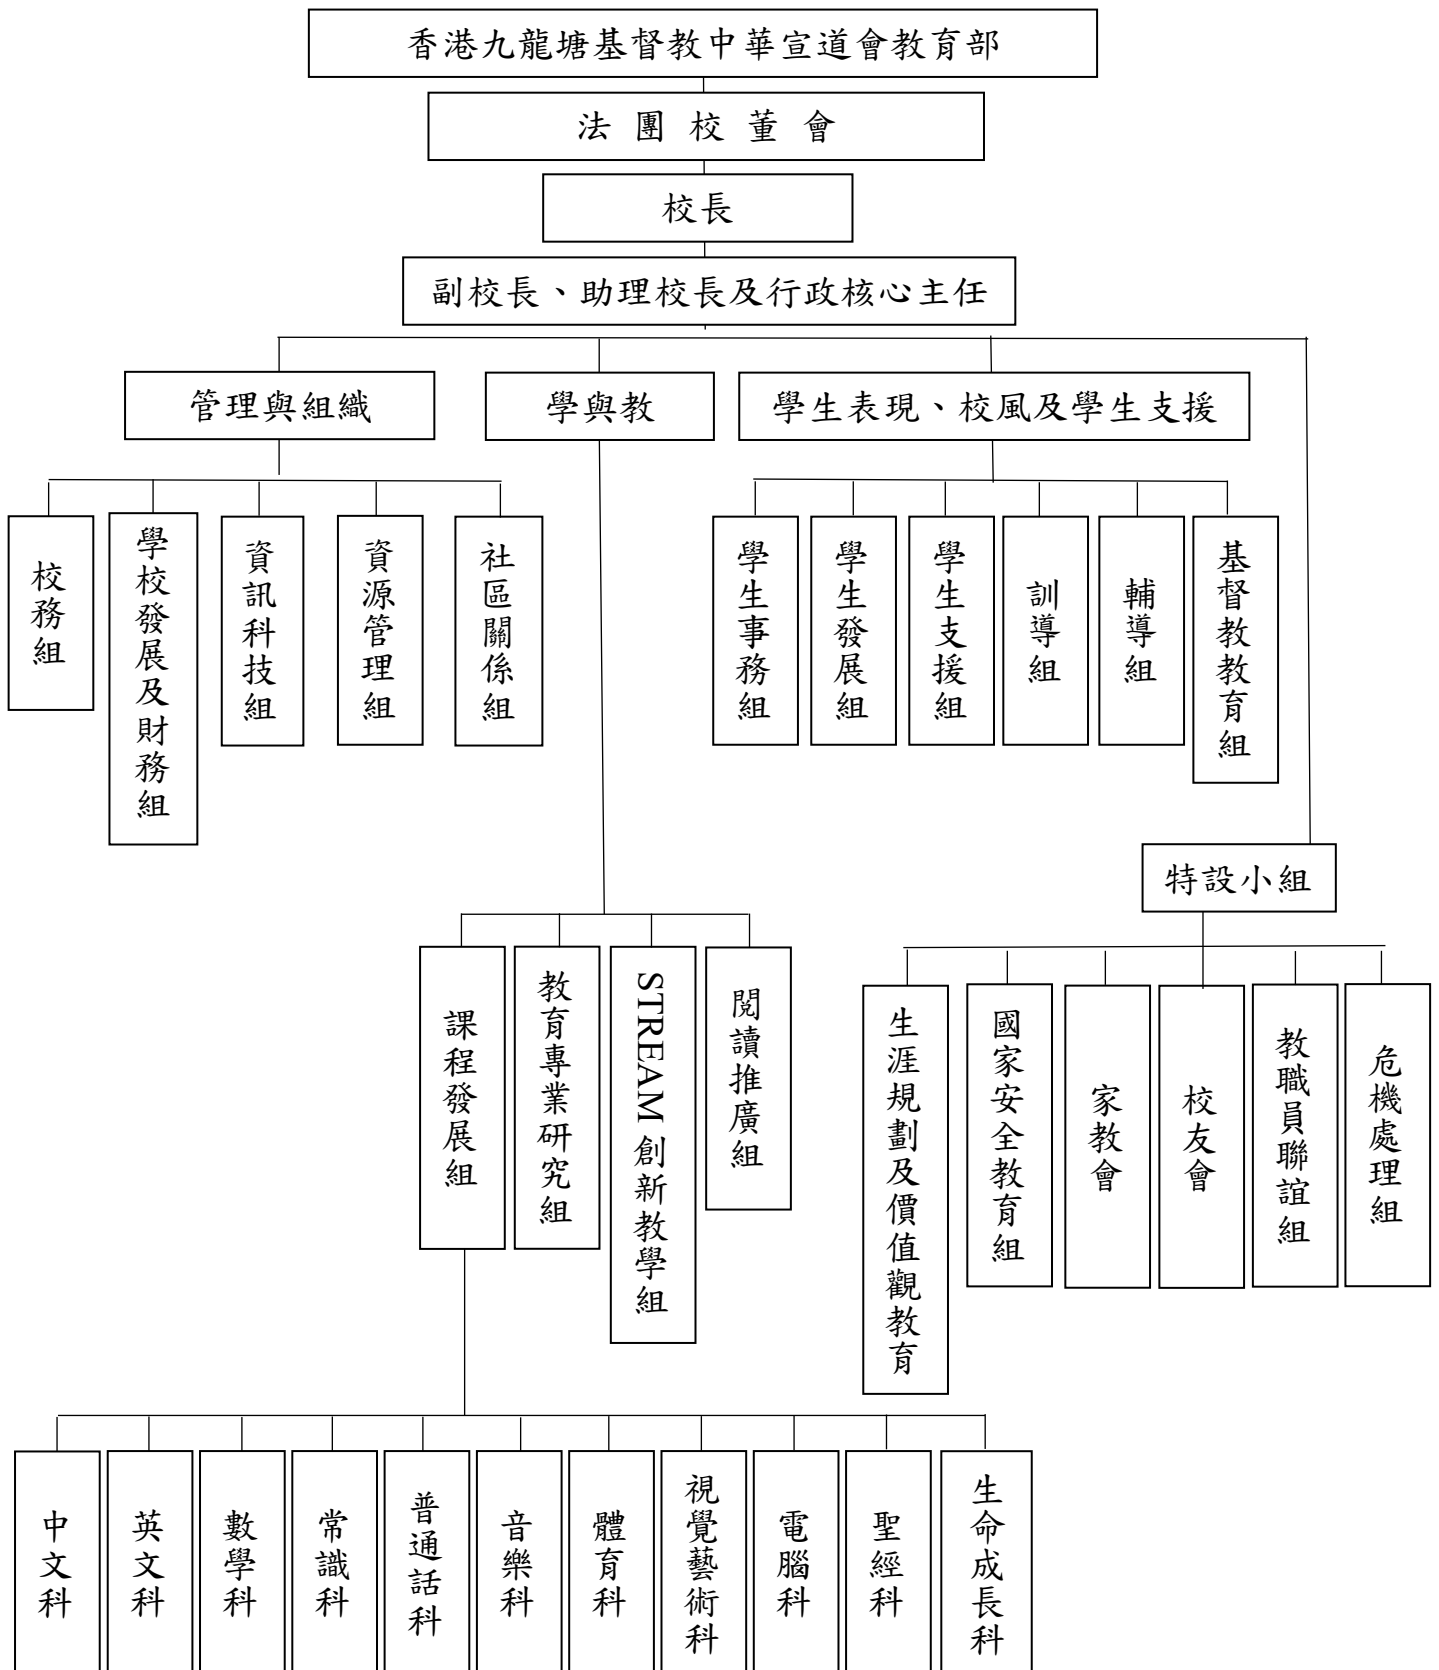 香港九龍塘基督教中華宣道會教育部
法團校董會
校長
副校長、助理校長及行政核心主任
管理與組織
學與教
學生表現、校風及學生支援
校務組
學校發展及財務組
資訊科技組
資源管理組
社區關係組
學生事務組
學生發展組
學生支援組
訓導組
輔導組
基督教教育組
特設小組
課程發展組
教育專業研究組
STREAM 創新教學組
閱讀推廣組
生涯規劃及價值觀教育
國家安全教育組
家教會
校友會
教職員聯誼組
危機處理組
中文科
英文科
數學科
常識科
普通話科
音樂科
體育科
視覺藝術科
電腦科
聖經科
生命成長科